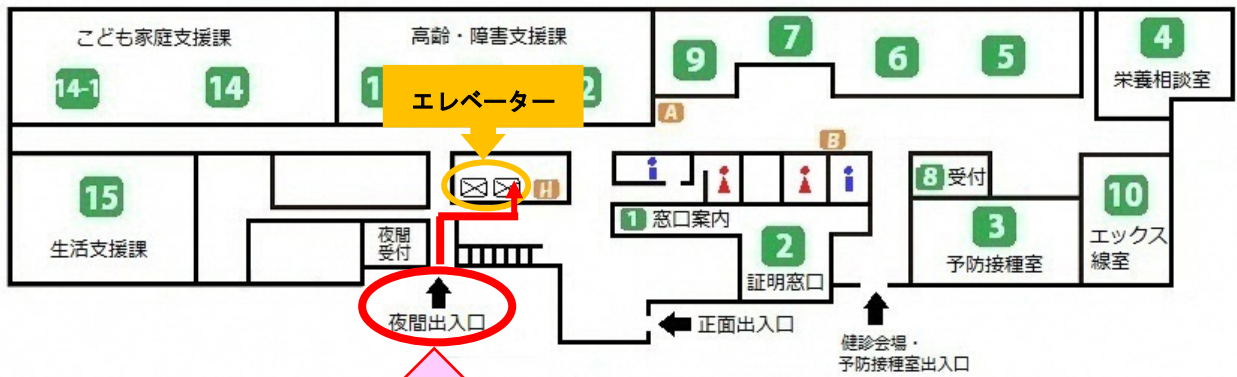 こども家庭支援課
14-1
14
高齢・障害支援課
エレベーター
9
7
6
5
4
栄養相談室
A
B
15
生活支援課
H
夜間
受付
1 窓口案内
2
証明窓口
8 受付
3
予防接種室
10
エックス
線室
夜間出入口
正面出入口
健診会場・
予防接種室出入口